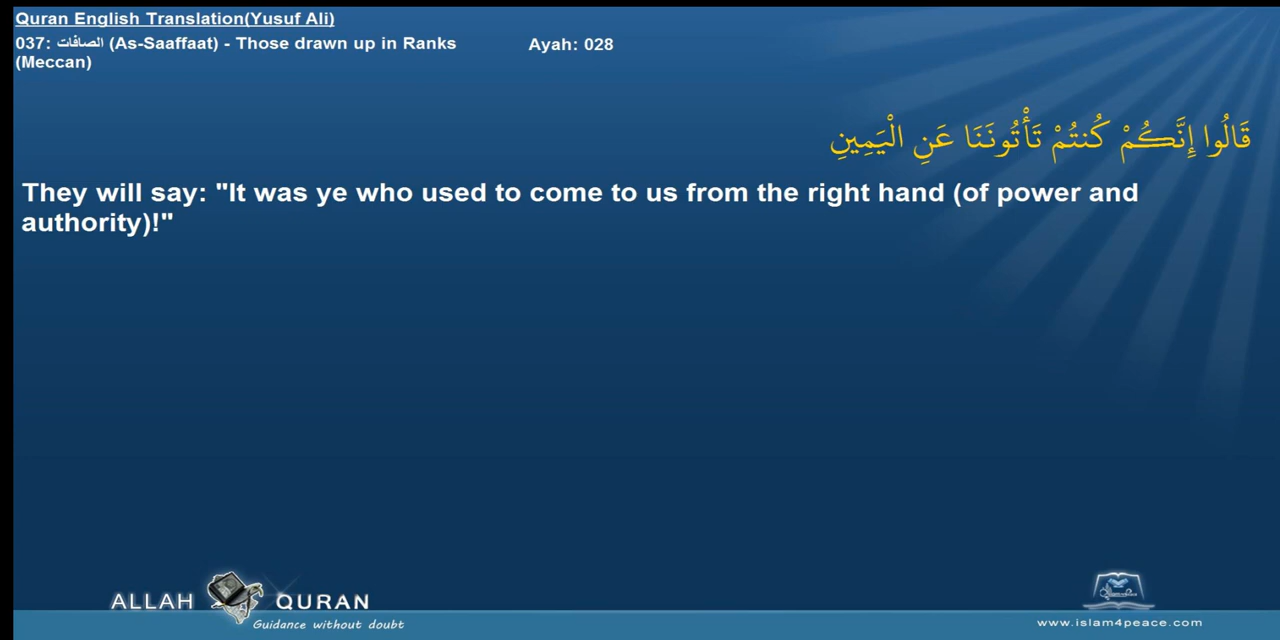 Quran English Translation(Yusuf Ali)
037: الصافات (As-Saaffaat) - Those drawn up in Ranks (Meccan)
Ayah: 028
قَالُوا إِنَّكُمْ كُنتُمْ تَأْتُونَنَا عَنِ الْيَمِينِ
They will say: "It was ye who used to come to us from the right hand (of power and
authority)!"
ALLAH QURAN
Guidance without doubt
www.islam4peace.com